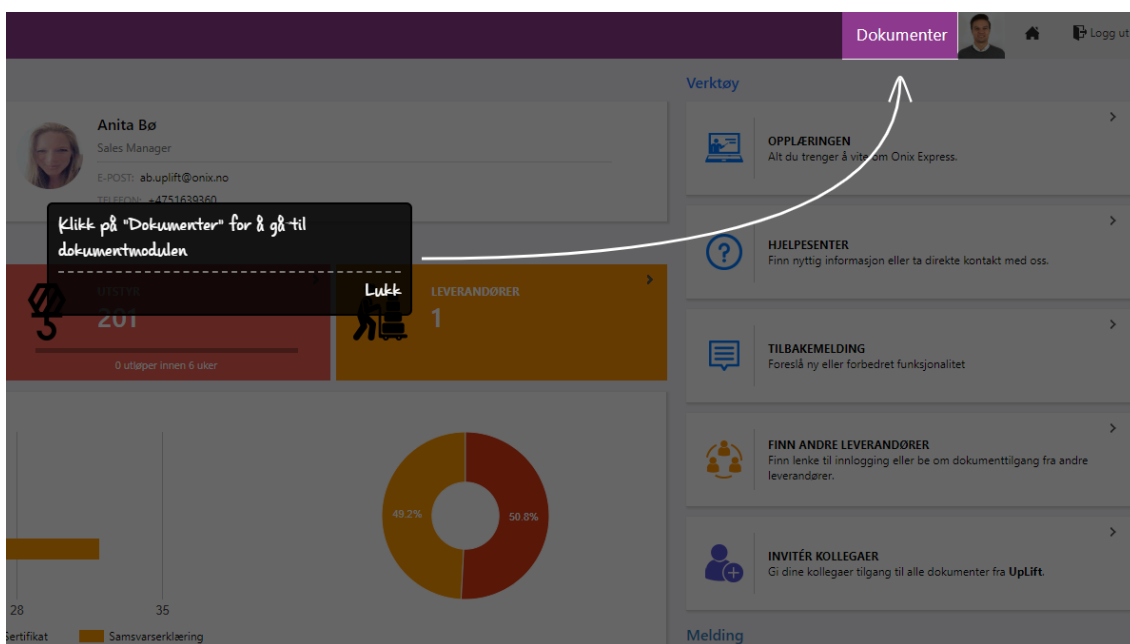 Dokumenter
Logg ut
Verktøy
Anita Bø
Sales Manager
E-POST: ab.uplift@onix.no
TELEFON: +4751639360
Klikk på "Dokumenter" for å gå til
dokumentmodulen
Lukk
UTSTYR
201
0 utløper innen 6 uker
LEVERANDØRER
1
OPPLÆRINGEN
Alt du trenger å vite om Onix Express.
HJELPESENTER
Finn nyttig informasjon eller ta direkte kontakt med oss.
TILBAKEMELDING
Foreslå ny eller forbedret funksjonalitet
FINN ANDRE LEVERANDØRER
Finn lenke til innlogging eller be om dokumenttilgang fra andre
leverandører.
INVITÉR KOLLEGAER
Gi dine kollegaer tilgang til alle dokumenter fra UpLift.
Melding
49.2%
50.8%
28
35
Sertifikat
Samsvarserklæring